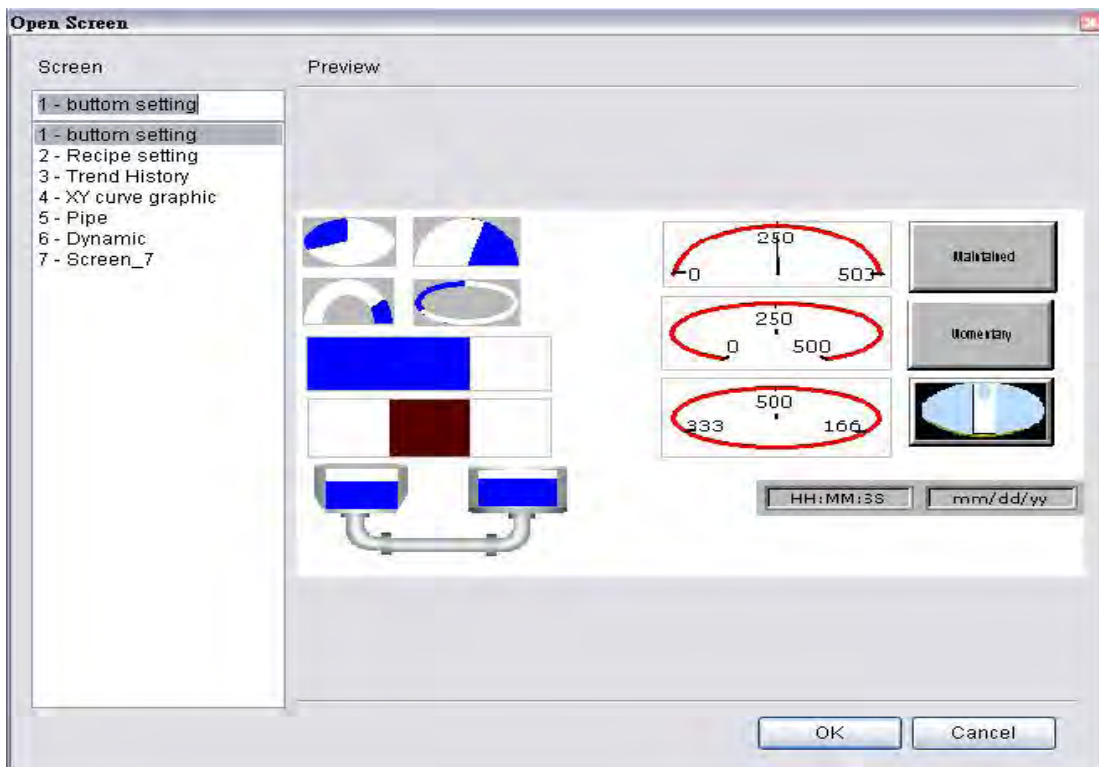 Open Screen
Screen
Preview
1 - buttom setting
1 - buttom setting
2 - Recipe setting
3 - Trend History
4 - XY curve graphic
5 - Pipe
6 - Dynamic
7 - Screen_7
250
0 500
Maintained
250
0 500
Momentary
500
333 166
HH:MM:SS mm/dd/yy
OK Cancel